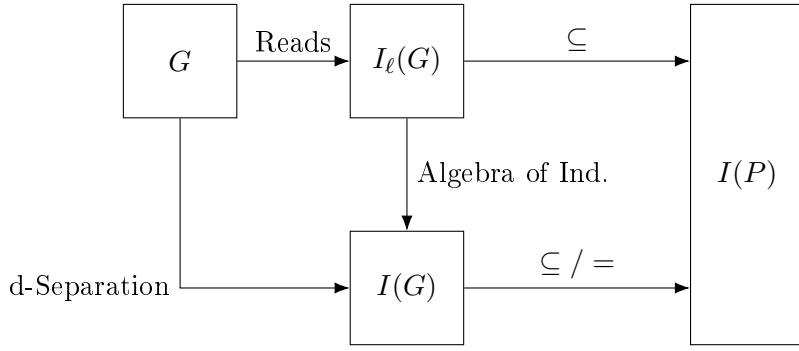 G
Reads
I_ℓ(G)
⊆
Algebra of Ind.
I(P)
d-Separation
I(G)
⊆ / =